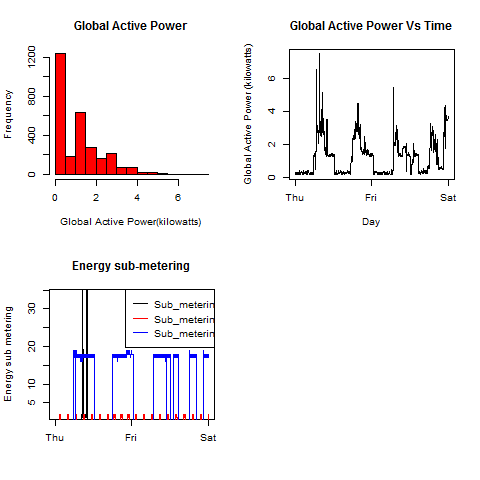 Global Active Power
Frequency
0 400 800 1200
0 2 4 6
Global Active Power(kilowatts)
Global Active Power Vs Time
Global Active Power (kilowatts)
0 2 4 6
Thu Fri Sat
Day
Energy sub-metering
Energy sub metering
5 10 20 30
Sub_meterin
Sub_meterin
Sub_meterin
Thu Fri Sat